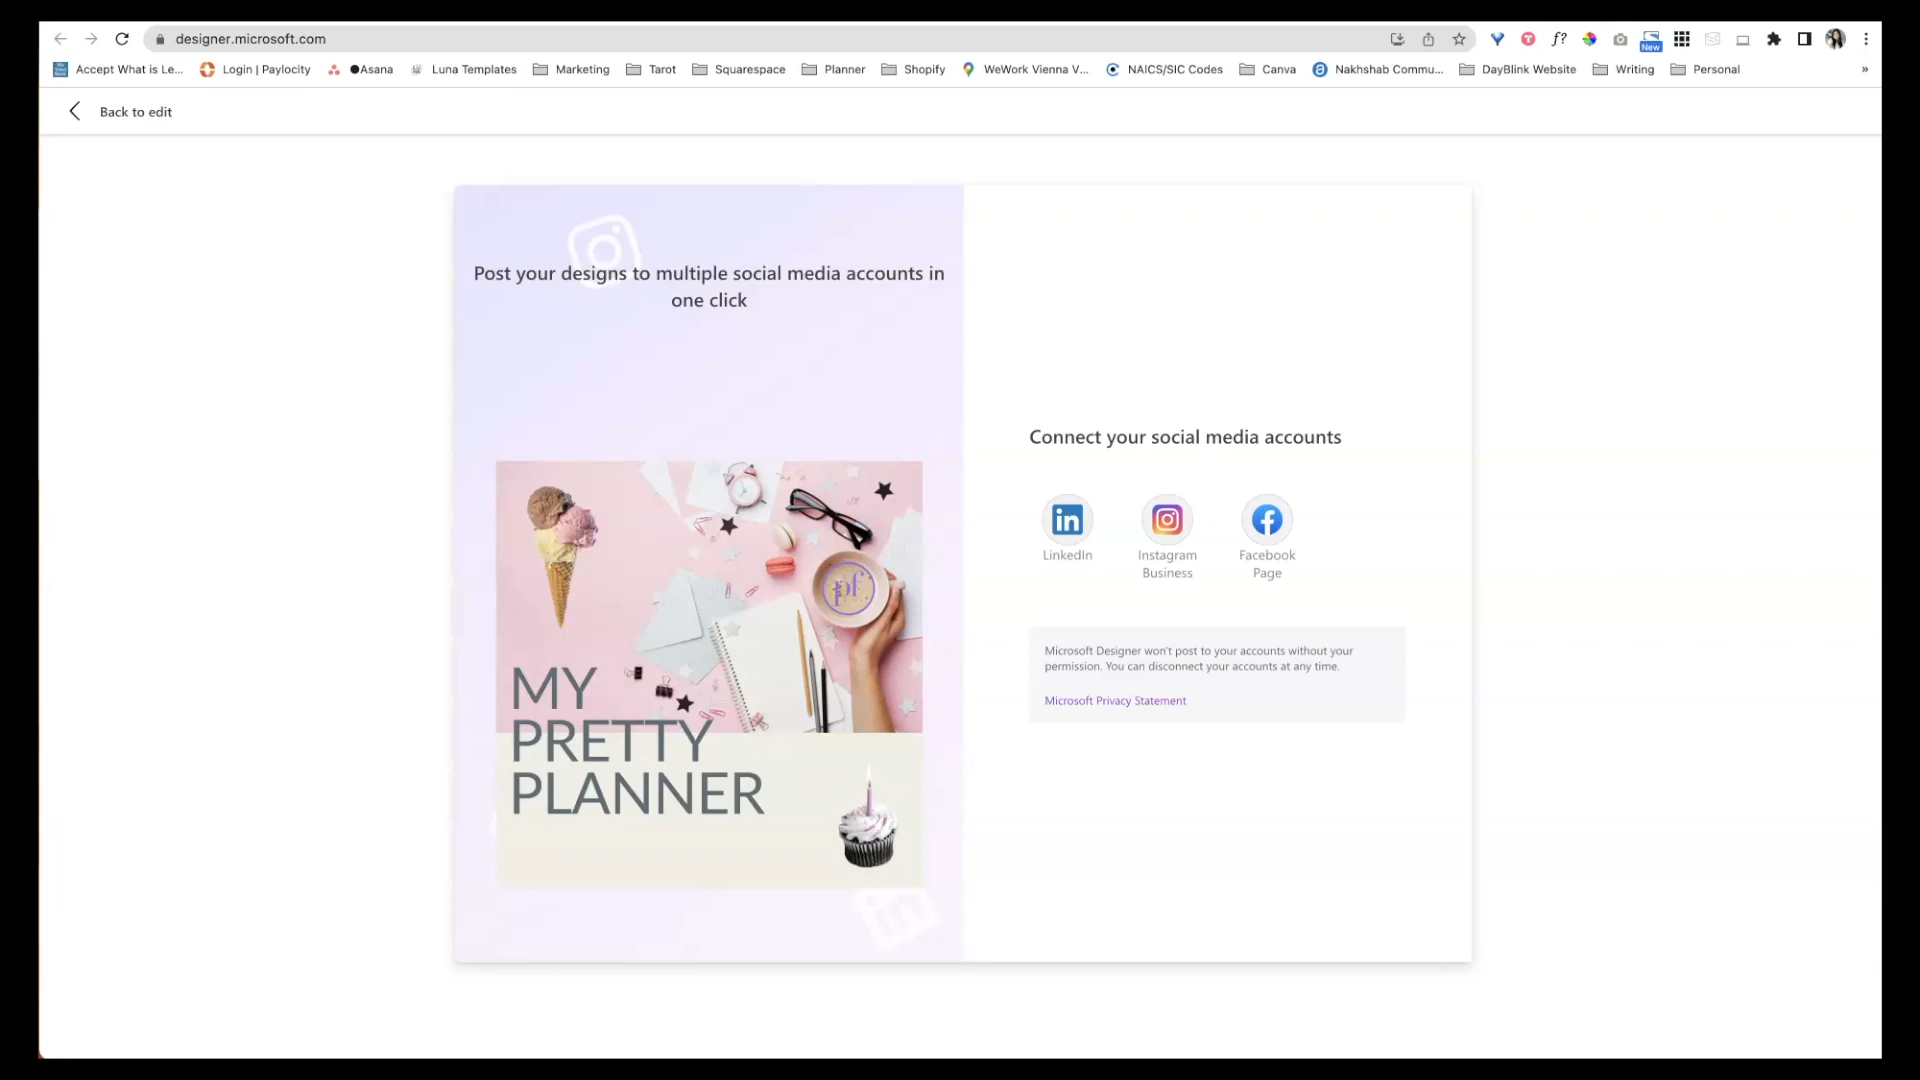 designer.microsoft.com
f?
New
Accept What is Le...
Login | Paylocity
Asana
Luna Templates
Marketing
Tarot
Squarespace
Planner
Shopify
WeWork Vienna V...
NAICS/SIC Codes
Canva
Nakhshab Commu...
DayBlink Website
Writing
Personal
»
Back to edit
Post your designs to multiple social media accounts in
one click
pf
MY
PRETTY
PLANNER
in
Connect your social media accounts
in
LinkedIn
Instagram
Business
Facebook
Page
Microsoft Designer won't post to your accounts without your
permission. You can disconnect your accounts at any time.
Microsoft Privacy Statement